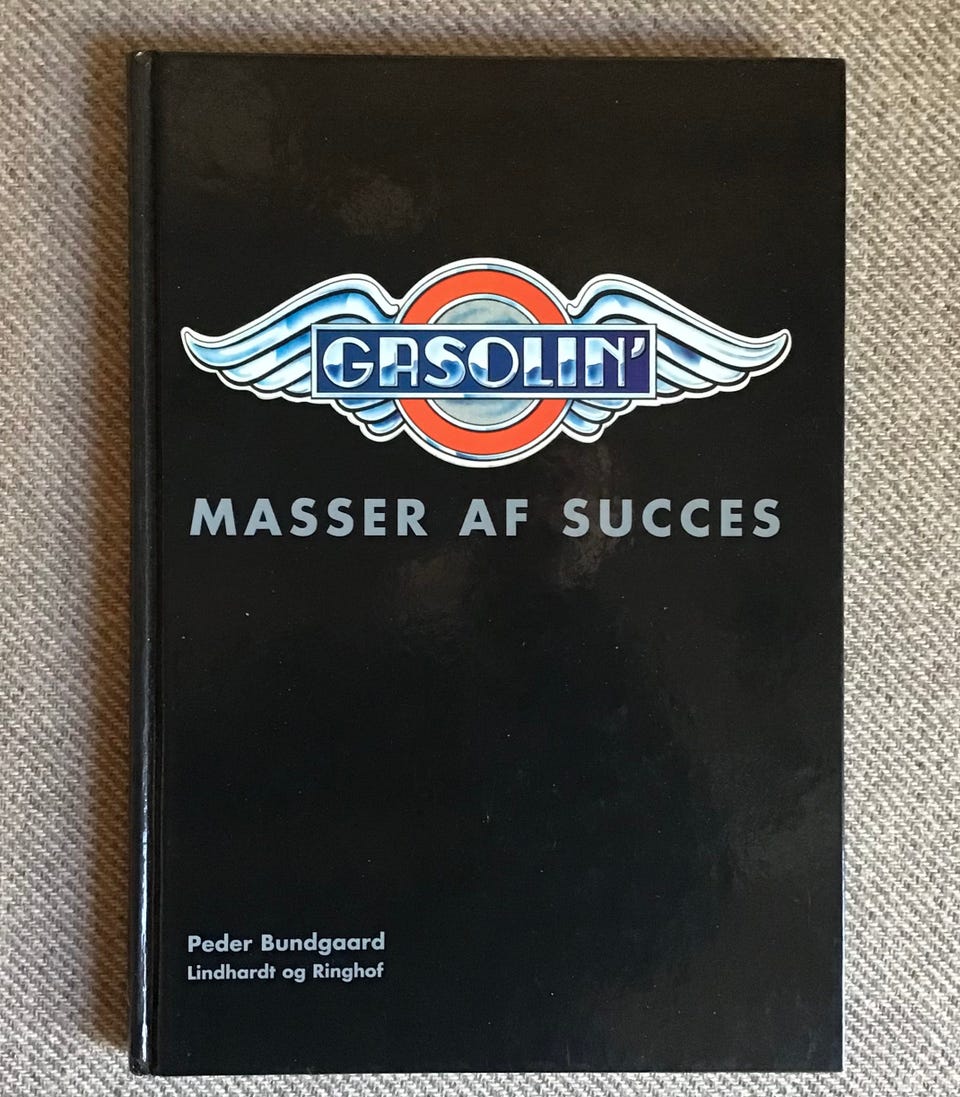 GASOLIN'
MASSER AF SUCCES
Peder Bundgaard
Lindhardt og Ringhof